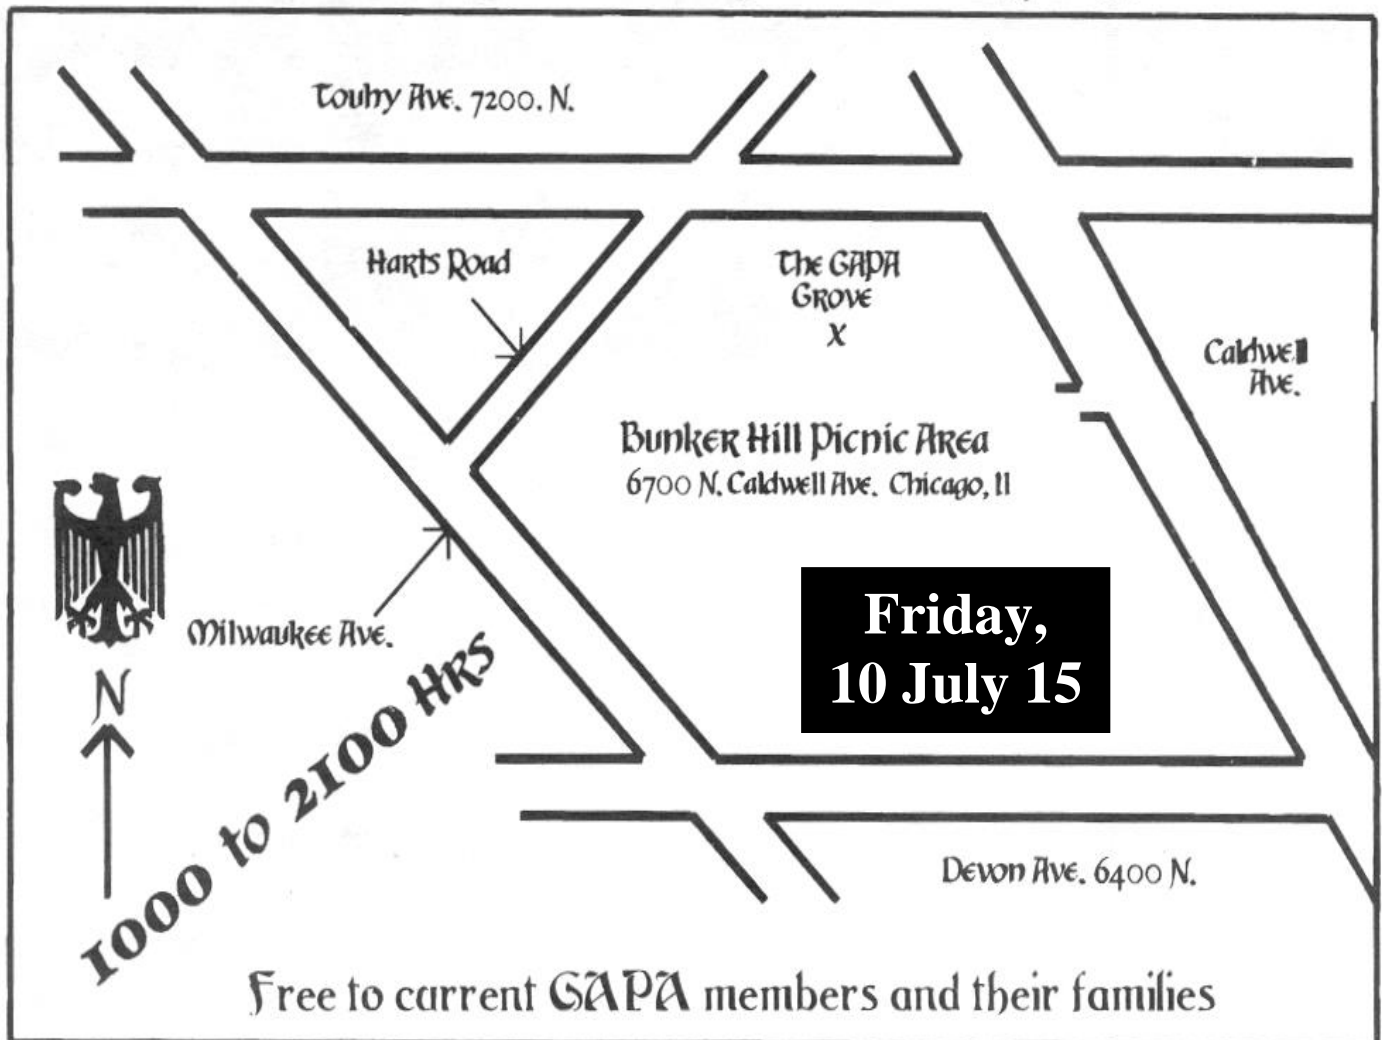 Touhy Ave. 7200. N.
Harts Road
The GAPA
Grove
X
Caldwell
Ave.
Bunker Hill Picnic Area
6700 N. Caldwell Ave. Chicago, Il
Friday,
10 July 15
Milwaukee Ave.
N
1000 to 2100 Hrs
Devon Ave. 6400 N.
Free to current GAPA members and their families